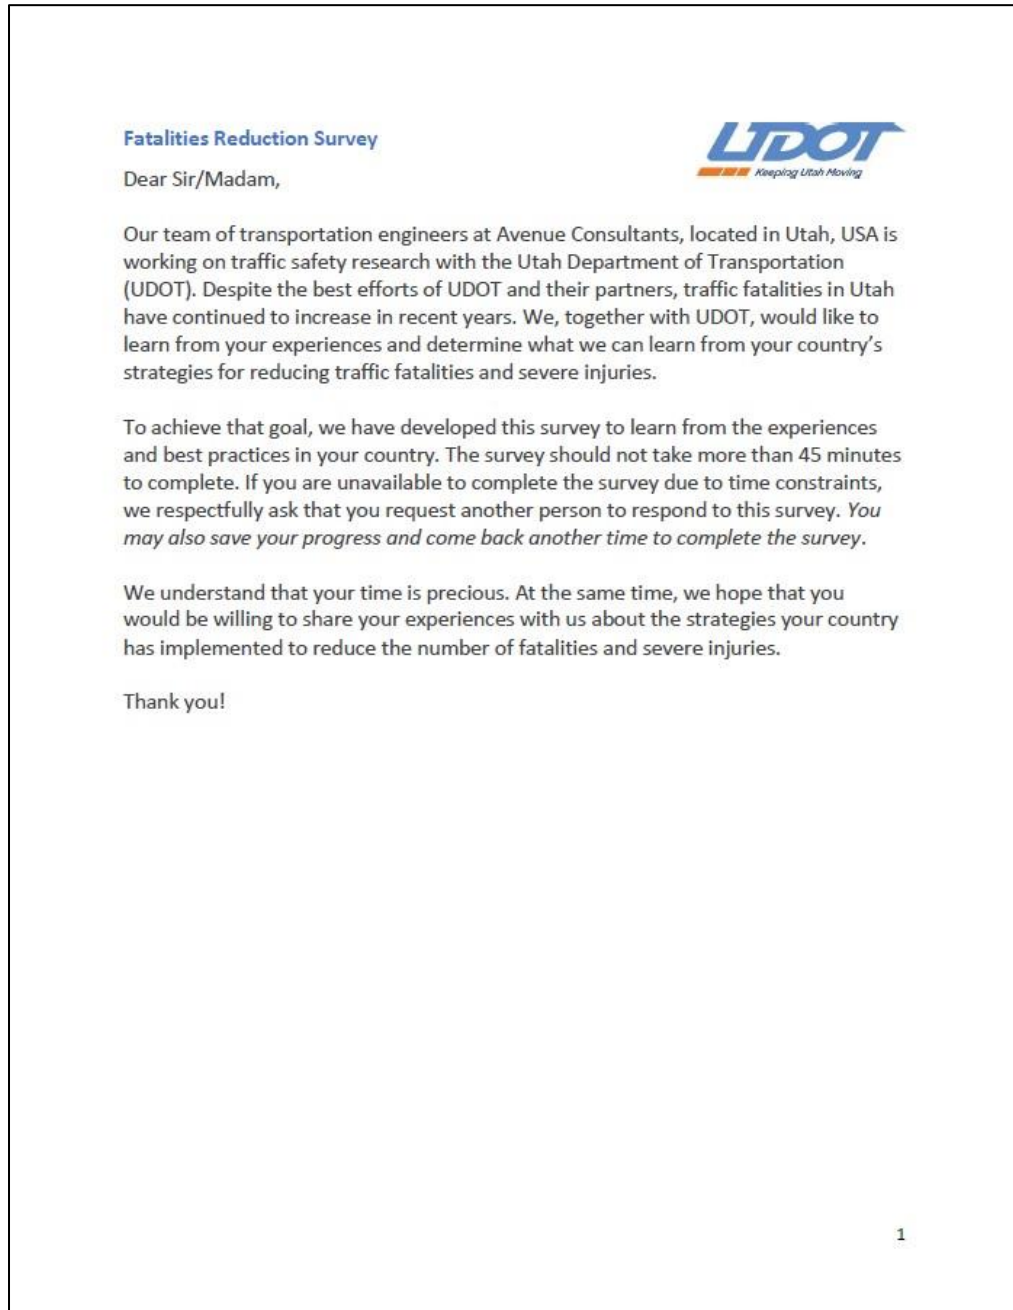 Fatalities Reduction Survey
UDOT
Keeping Utah Moving
Dear Sir/Madam,
Our team of transportation engineers at Avenue Consultants, located in Utah, USA is
working on traffic safety research with the Utah Department of Transportation
(UDOT). Despite the best efforts of UDOT and their partners, traffic fatalities in Utah
have continued to increase in recent years. We, together with UDOT, would like to
learn from your experiences and determine what we can learn from your country's
strategies for reducing traffic fatalities and severe injuries.
To achieve that goal, we have developed this survey to learn from the experiences
and best practices in your country. The survey should not take more than 45 minutes
to complete. If you are unavailable to complete the survey due to time constraints,
we respectfully ask that you request another person to respond to this survey. You
may also save your progress and come back another time to complete the survey.
We understand that your time is precious. At the same time, we hope that you
would be willing to share your experiences with us about the strategies your country
has implemented to reduce the number of fatalities and severe injuries.
Thank you!
1